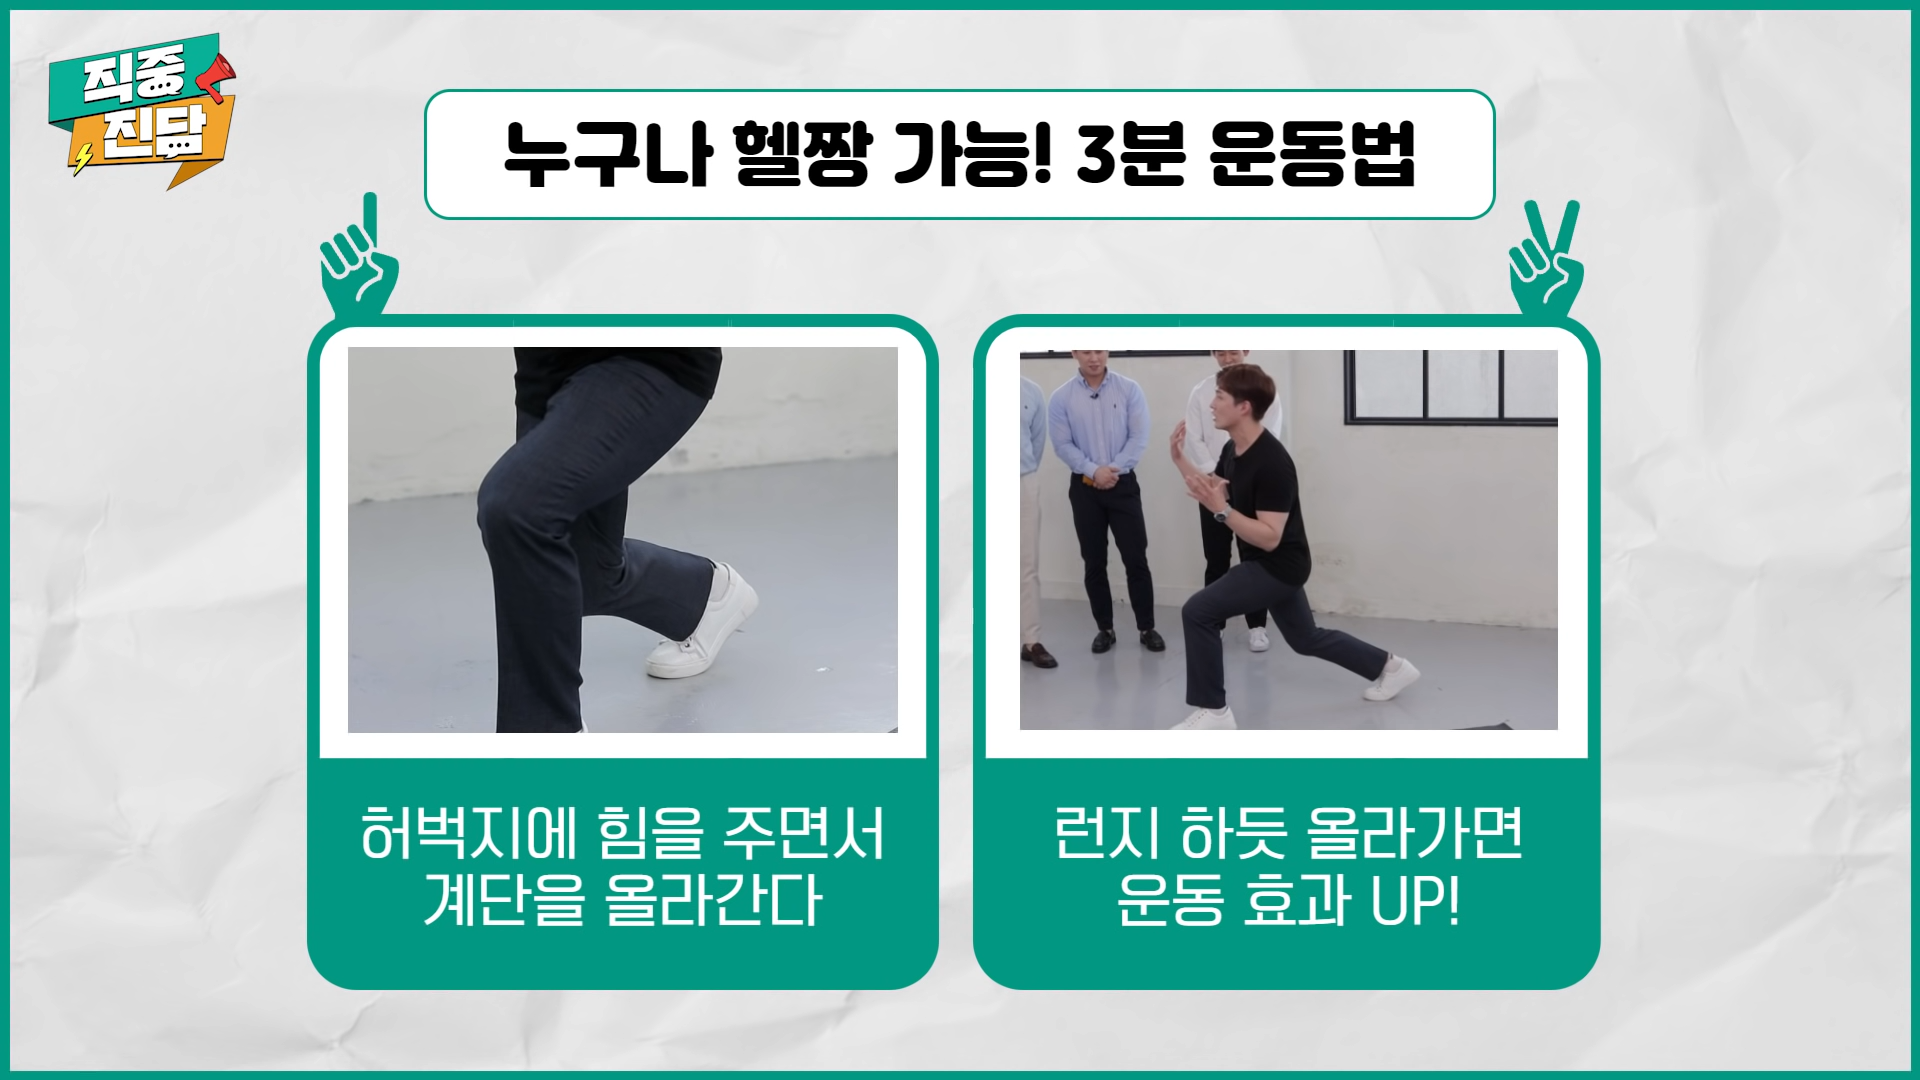 직중
진담
누구나 헬짱 가능! 3분 운동법
허벅지에 힘을 주면서
계단을 올라간다
런지 하듯 올라가면
운동 효과 UP!